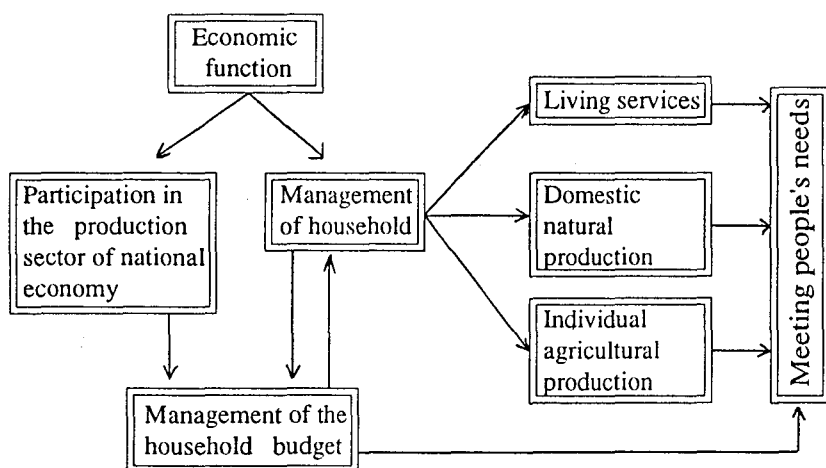 Economic
function
Participation in
the production
sector of national
economy
Management
of household
Living services
Domestic
natural
production
Individual
agricultural
production
Meeting people's needs
Management of the
household budget